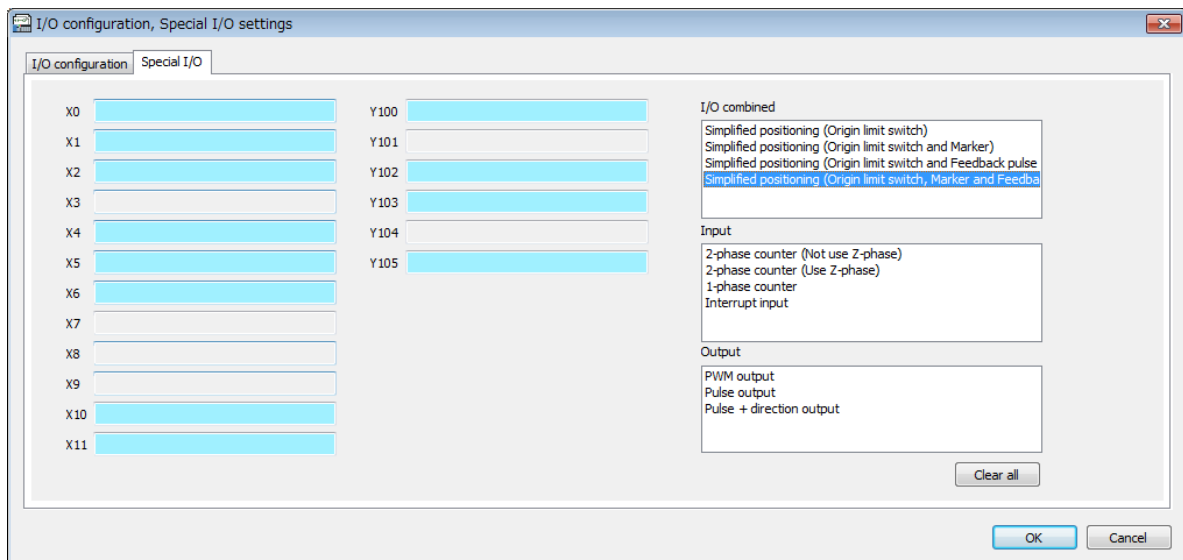 I/O configuration, Special I/O settings
I/O configuration
Special I/O
X0
X1
X2
X3
X4
X5
X6
X7
X8
X9
X10
X11
Y100
Y101
Y102
Y103
Y104
Y105
I/O combined
Simplified positioning (Origin limit switch)
Simplified positioning (Origin limit switch and Marker)
Simplified positioning (Origin limit switch and Feedback pulse
Simplified positioning (Origin limit switch, Marker and Feedba
Input
2-phase counter (Not use Z-phase)
2-phase counter (Use Z-phase)
1-phase counter
Interrupt input
Output
PWM output
Pulse output
Pulse + direction output
Clear all
OK
Cancel